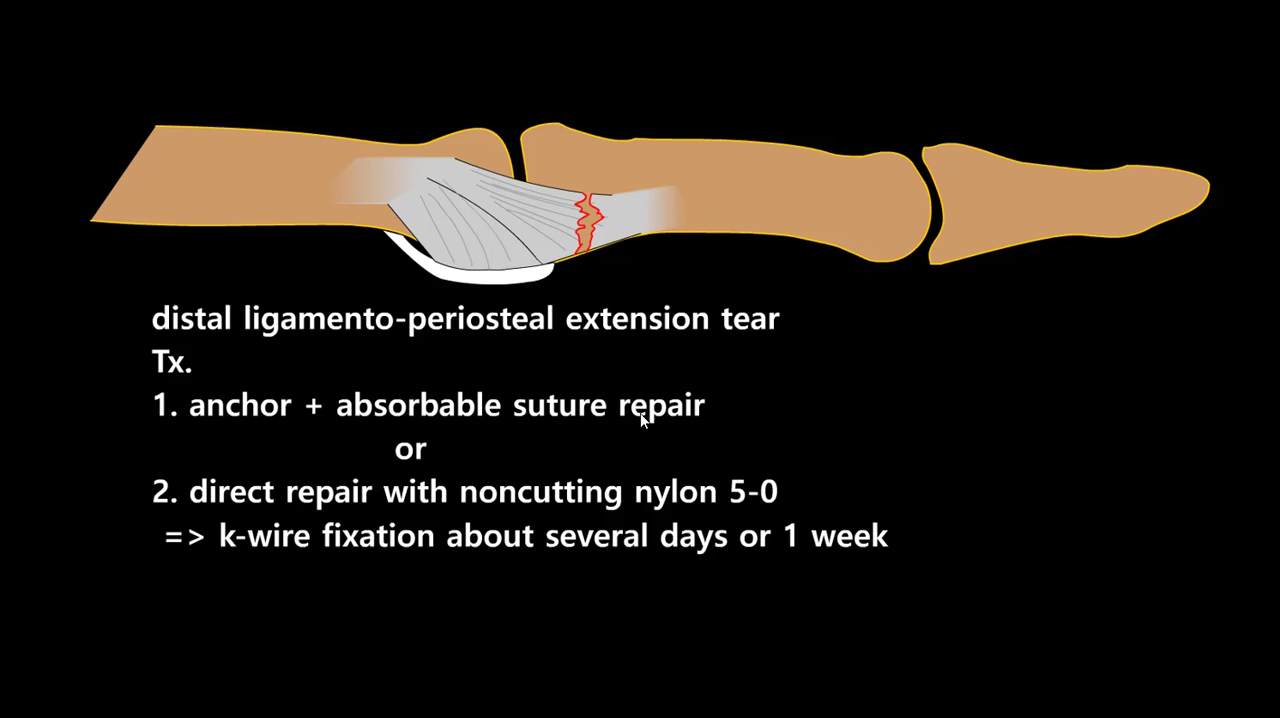 distal ligamento-periosteal extension tear
Tx.
1. anchor + absorbable suture repair
or
2. direct repair with noncutting nylon 5-0
=> k-wire fixation about several days or 1 week